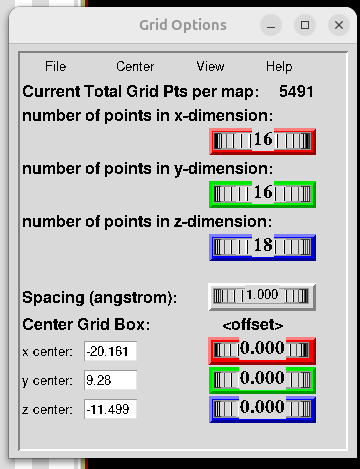 Grid Options
File Center View Help
Current Total Grid Pts per map: 5491
number of points in x-dimension:
16
number of points in y-dimension:
16
number of points in z-dimension:
18
Spacing (angstrom): 1.000
Center Grid Box: <offset>
x center: -20.161 0.000
y center: 9.28 0.000
z center: -11.499 0.000